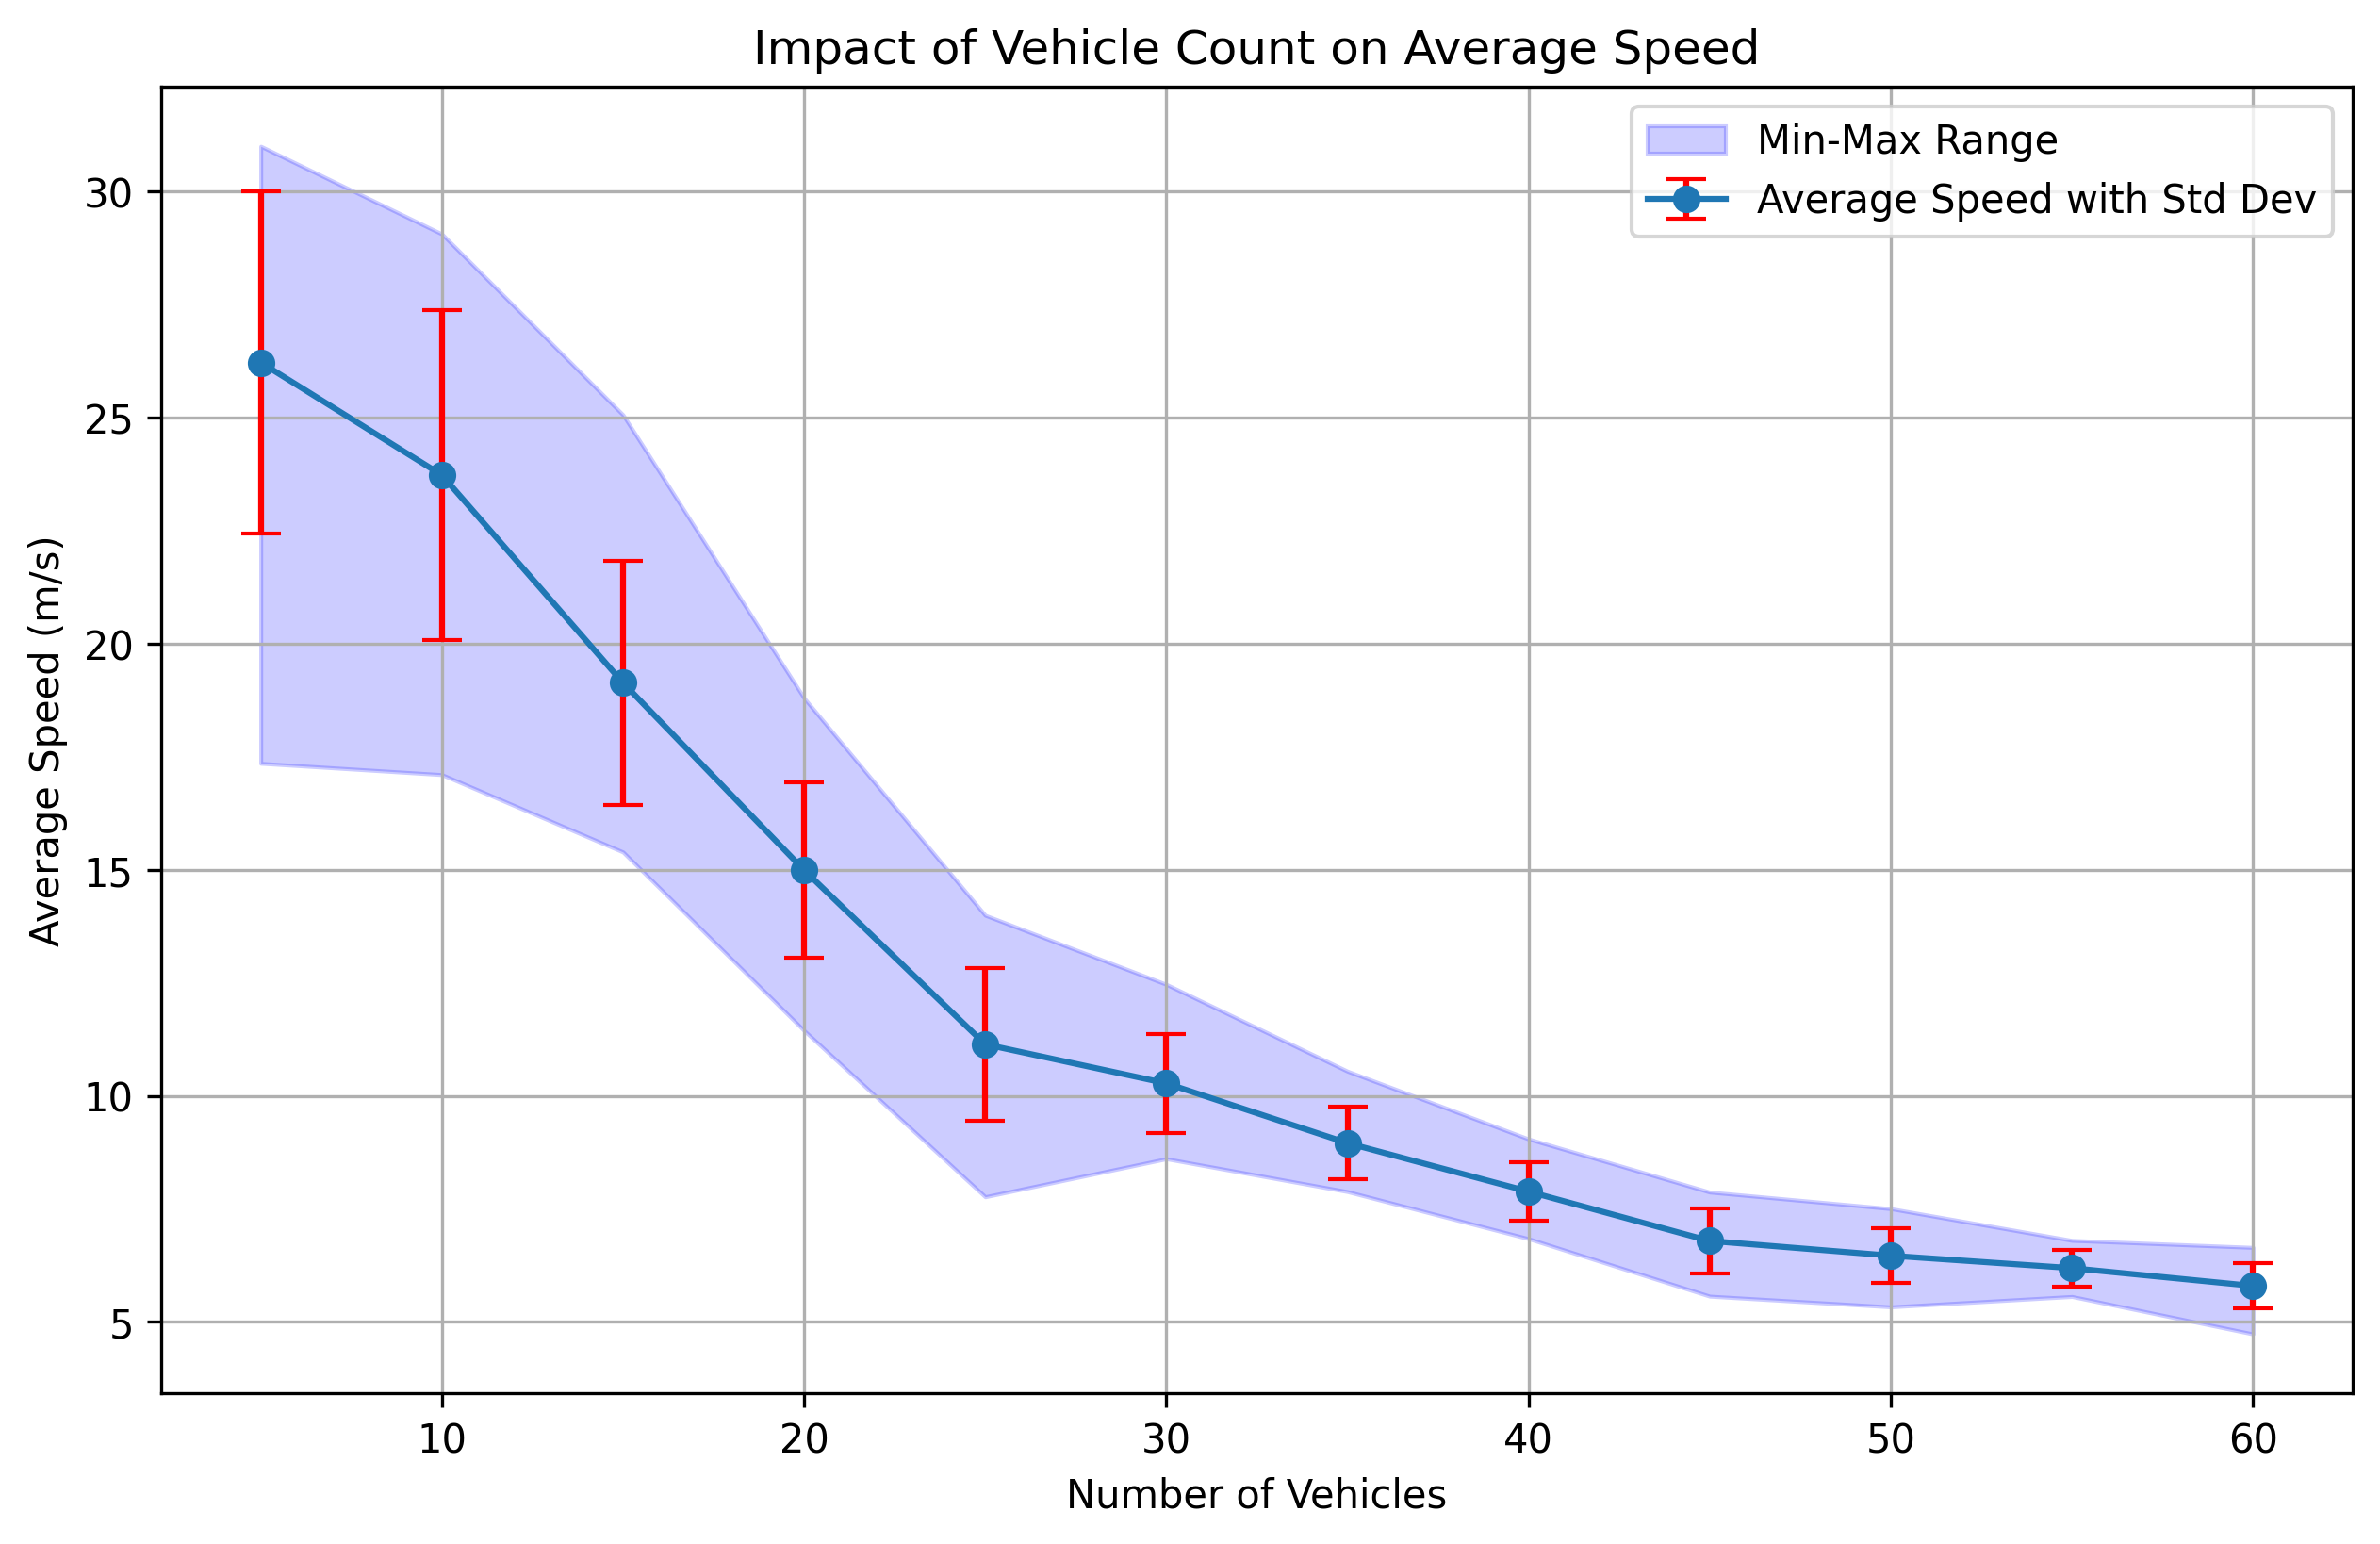 Impact of Vehicle Count on Average Speed
Min-Max Range
Average Speed with Std Dev
Average Speed (m/s)
30
25
20
15
10
5
10
20
30
40
50
60
Number of Vehicles